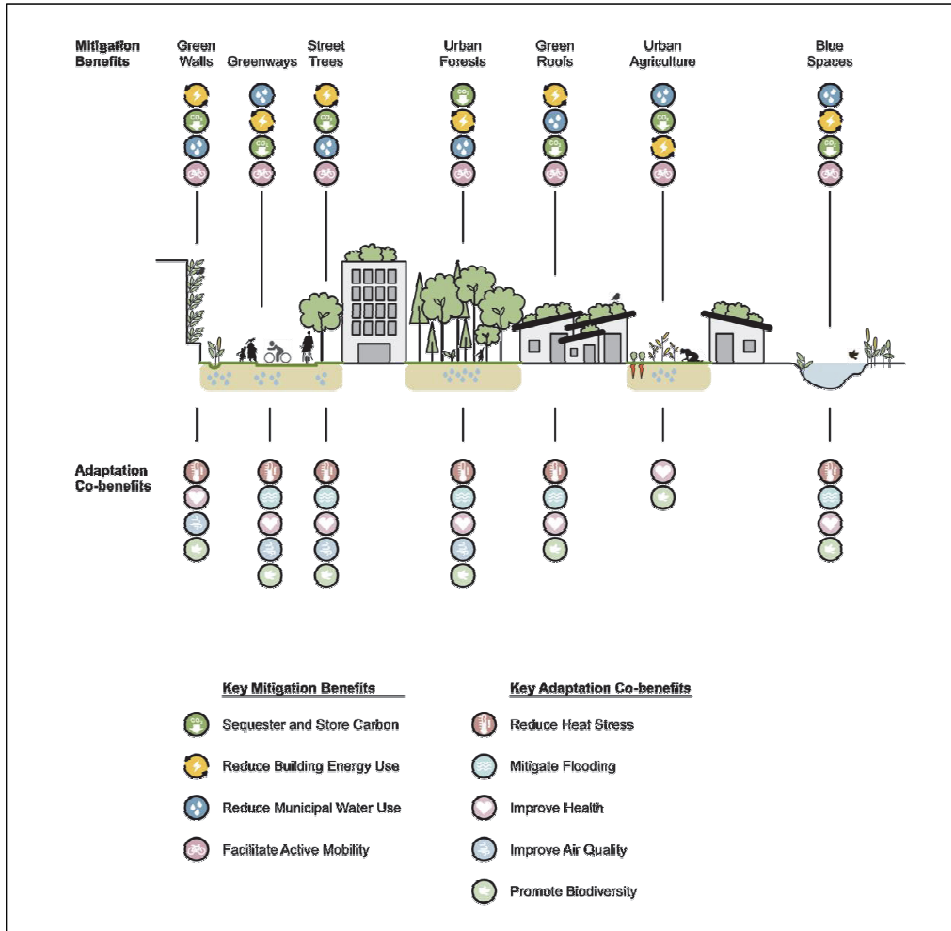 Mitigation
Benefits
Green
Walls
Greenways
Street
Trees
Urban
Forests
Green
Roofs
Urban
Agriculture
Blue
Spaces
Adaptation
Co-benefits
Key Mitigation Benefits
CO₂ Sequester and Store Carbon
Reduce Building Energy Use
Reduce Municipal Water Use
Facilitate Active Mobility
Key Adaptation Co-benefits
Reduce Heat Stress
Mitigate Flooding
Improve Health
Improve Air Quality
Promote Biodiversity